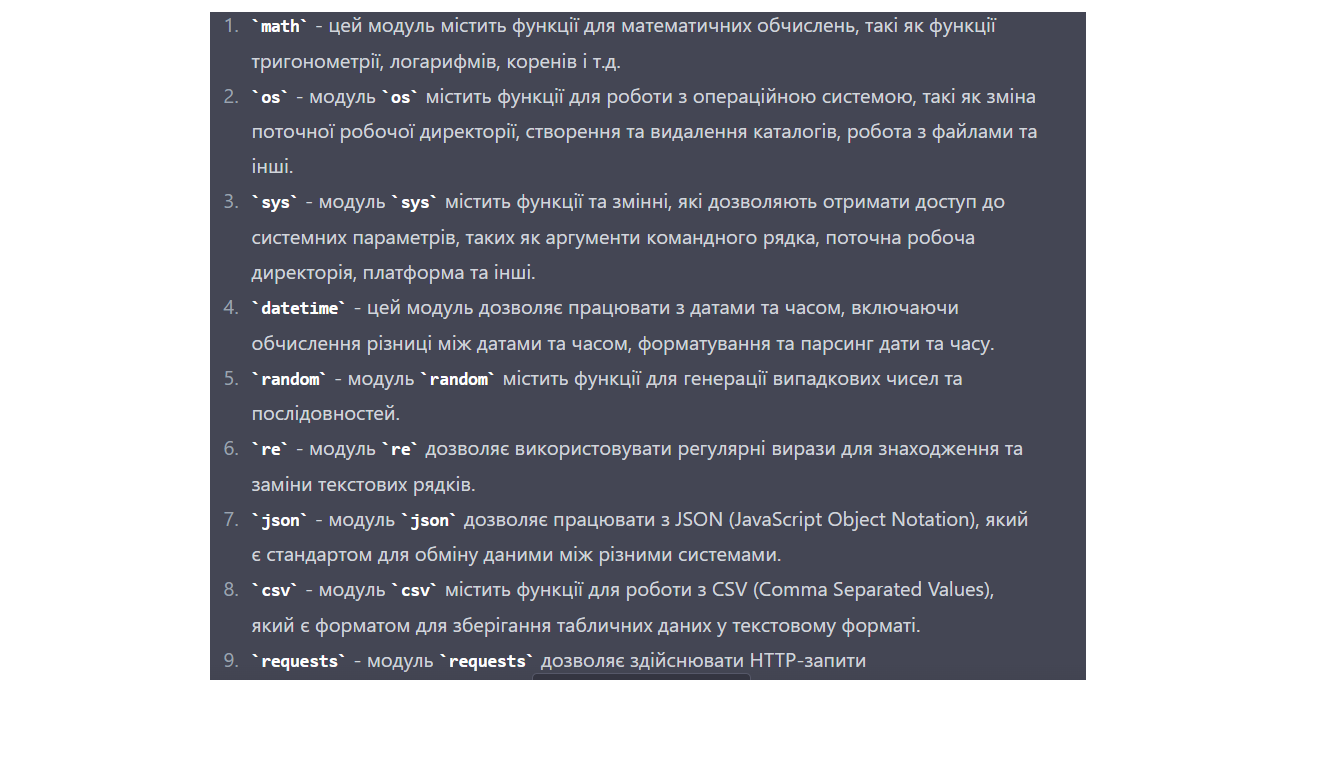 1. `math` - цей модуль містить функції для математичних обчислень, такі як функції
тригонометрії, логарифмів, коренів і т.д.
2. `os` - модуль `os` містить функції для роботи з операційною системою, такі як зміна
поточної робочої директорії, створення та видалення каталогів, робота з файлами та
інші.
3. `sys` - модуль `sys` містить функції та змінні, які дозволяють отримати доступ до
системних параметрів, таких як аргументи командного рядка, поточна робоча
директорія, платформа та інші.
4. `datetime` - цей модуль дозволяє працювати з датами та часом, включаючи
обчислення різниці між датами та часом, форматування та парсинг дати та часу.
5. `random` - модуль `random` містить функції для генерації випадкових чисел та
послідовностей.
6. `re` - модуль `re` дозволяє використовувати регулярні вирази для знаходження та
заміни текстових рядків.
7. `json` - модуль `json` дозволяє працювати з JSON (JavaScript Object Notation), який
є стандартом для обміну даними між різними системами.
8. `csv` - модуль `csv` містить функції для роботи з CSV (Comma Separated Values),
який є форматом для зберігання табличних даних у текстовому форматі.
9. `requests` - модуль `requests` дозволяє здійснювати HTTP-запити